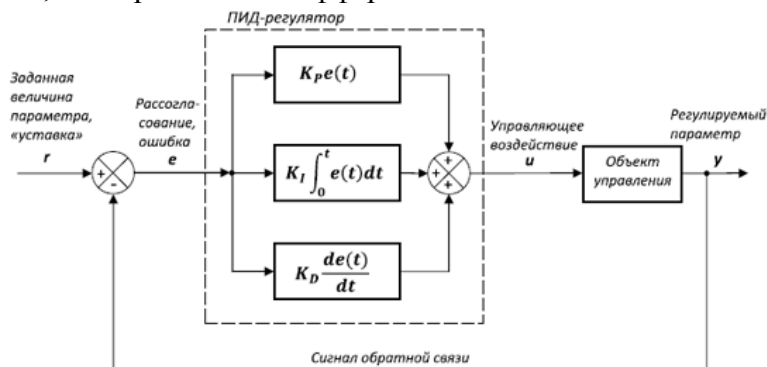 ПИД-регулятор
Заданная
величина
параметра,
«уставка»
r
Рассогла-
сование,
ошибка
e
K_P e(t)
K_I ∫_0^t e(t)dt
K_D de(t)/dt
+
+
+
-
Управляющее
воздействие
u
Объект
управления
Регулируемый
параметр
y
Сигнал обратной связи